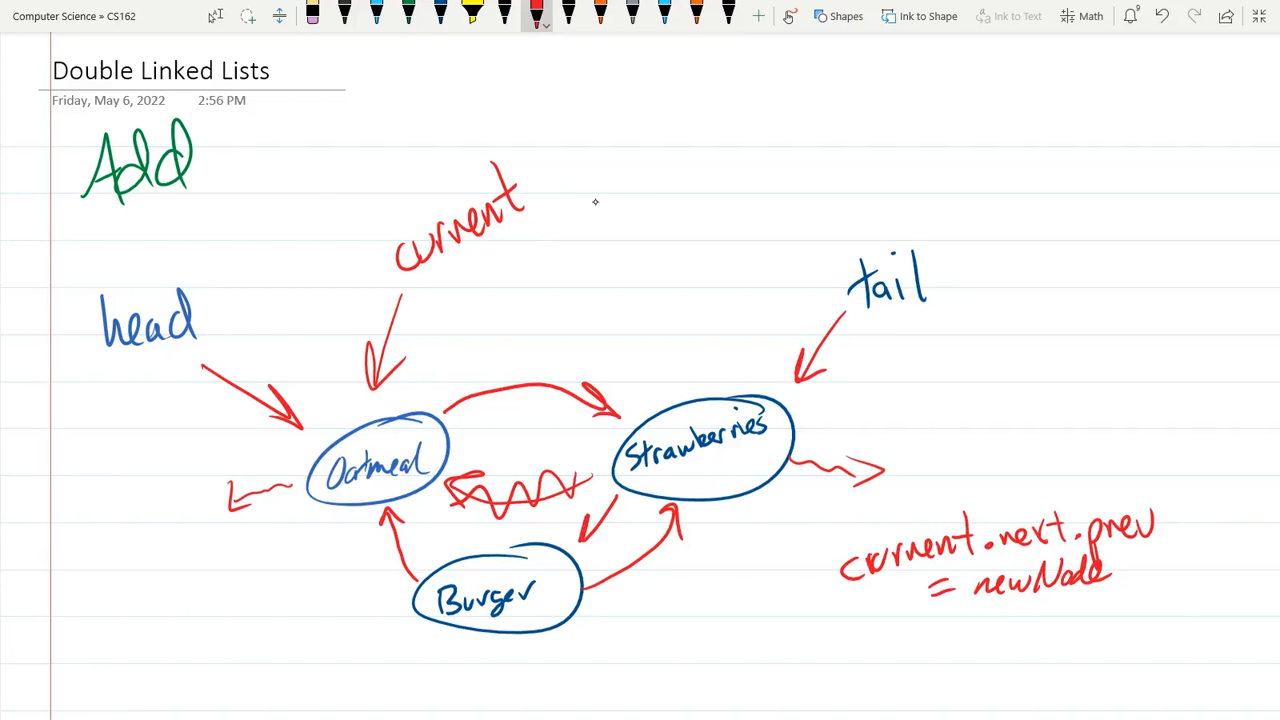 Computer Science » CS162
Shapes
Ink to Shape
Ink to Text
Math
Double Linked Lists
Friday, May 6, 2022 2:56 PM
Add
current
tail
head
Strawberries
Oatmeal
current.next.prev
= newNode
Burger